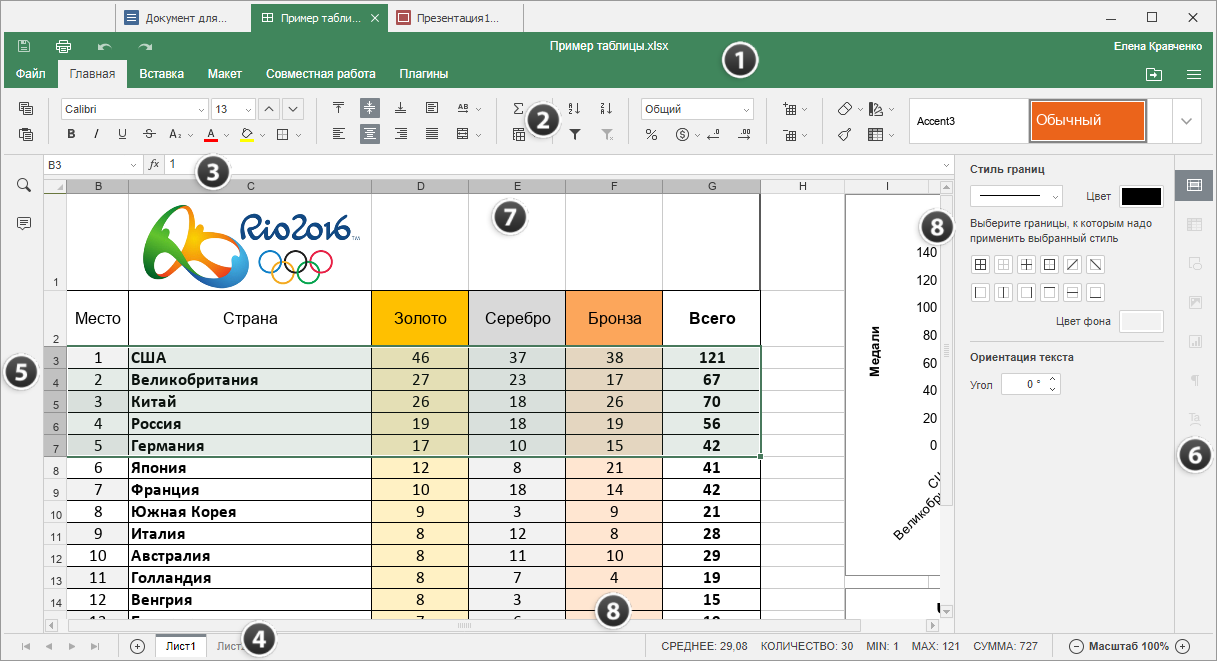 Документ для... Пример табли... Презентация1...
Пример таблицы.xlsx 1 Елена Кравченко
Файл Главная Вставка Макет Совместная работа Плагины
Calibri 13 Общий
Accent3 Обычный
2
B3 fx 1
3
B C D E F G H I
7 8
Rio2016™
1
2 Место Страна Золото Серебро Бронза Всего
3 1 США 46 37 38 121
4 2 Великобритания 27 23 17 67
5 3 Китай 26 18 26 70
6 4 Россия 19 18 19 56
7 5 Германия 17 10 15 42
8 6 Япония 12 8 21 41
9 7 Франция 10 18 14 42
10 8 Южная Корея 9 3 9 21
11 9 Италия 8 12 8 28
12 10 Австралия 8 11 10 29
13 11 Голландия 8 7 4 19
14 12 Венгрия 8 3 15
8
5
Медали
140
120
100
80
60
40
20
0
Стиль границ
Цвет
Выберите границы, к которым надо
применить выбранный стиль
Цвет фона
Ориентация текста
Угол 0 °
6
Лист1 4
СРЕДНЕЕ: 29,08 КОЛИЧЕСТВО: 30 MIN: 1 MAX: 121 СУММА: 727 Масштаб 100%